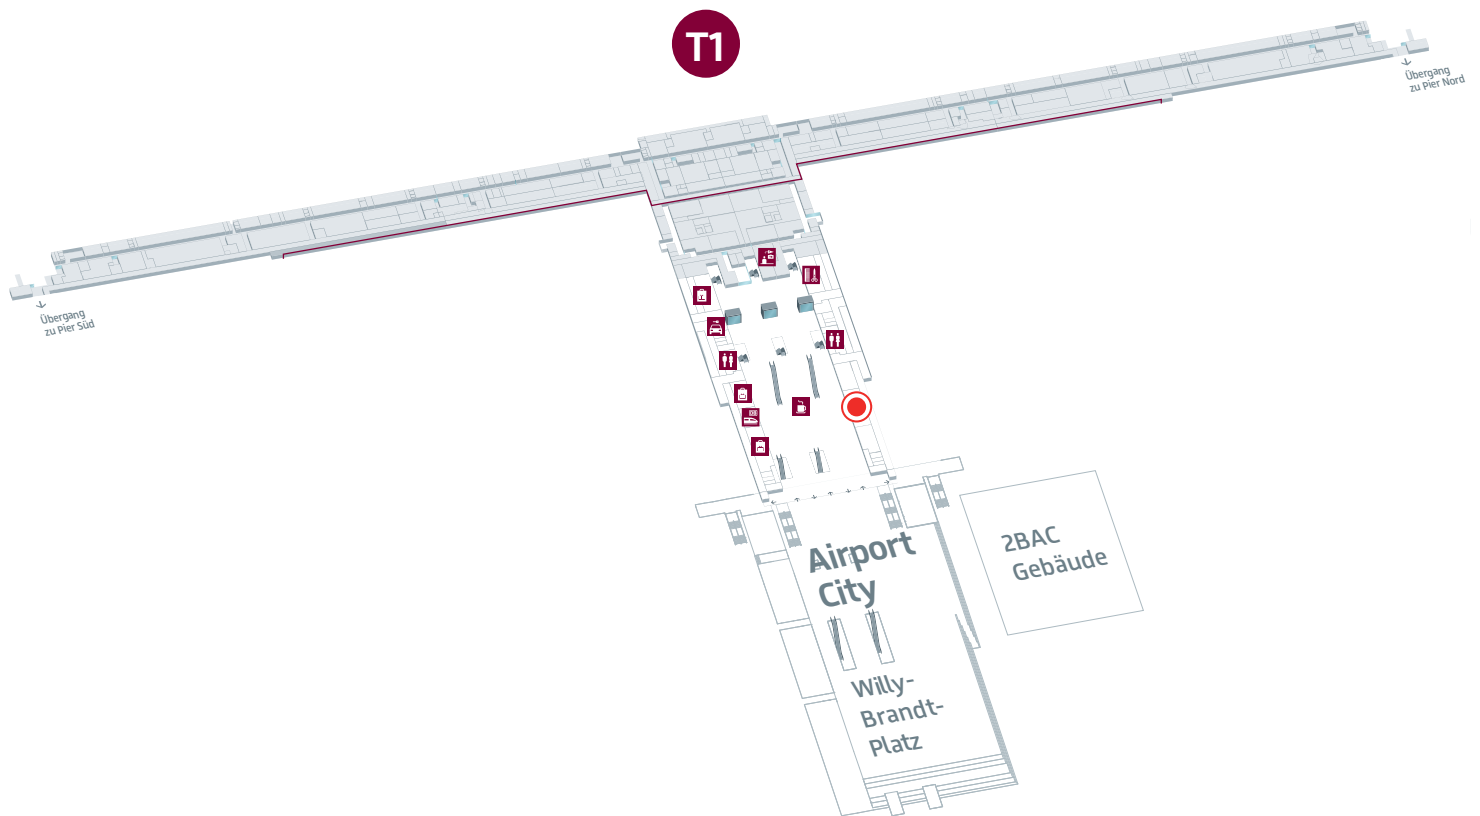 T1
Übergang
zu Pier Nord
Übergang
zu Pier Süd
2BAC
Gebäude
Airport
City
Willy-
Brandt-
Platz